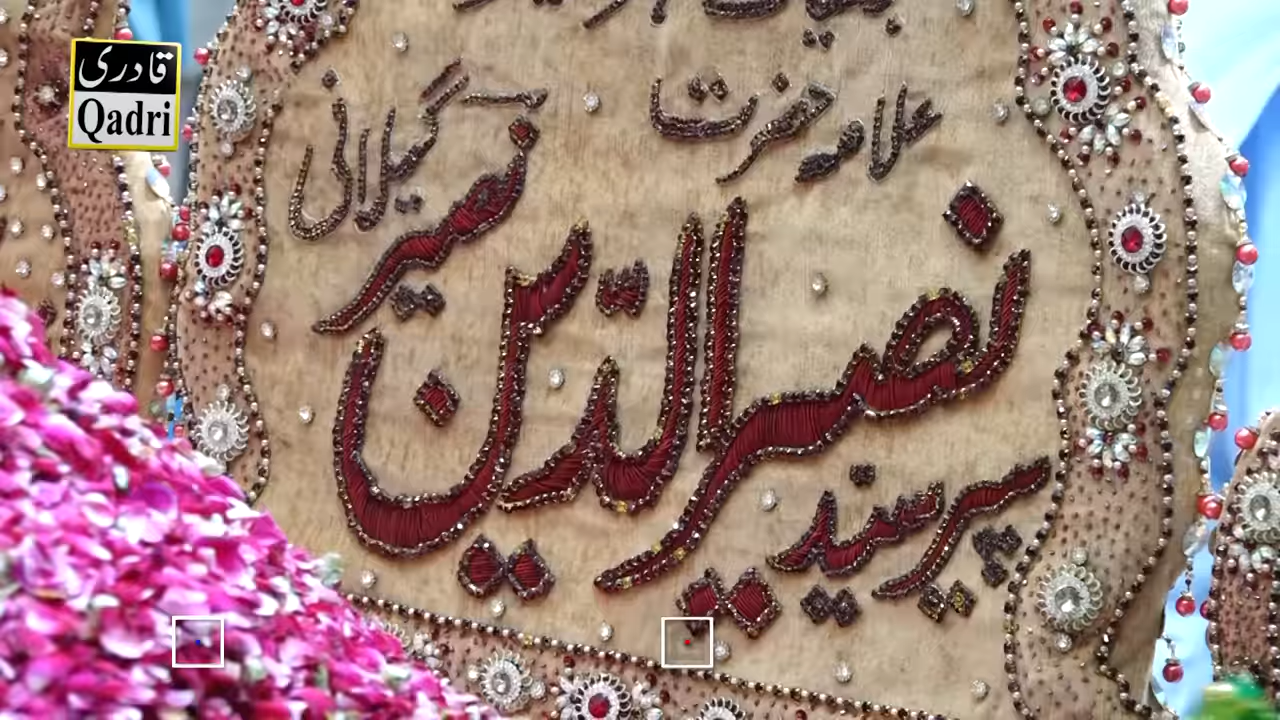 قادری
Qadri
علامہ حضرت
پیر سید
نصیر الدین نصیر
گیلانی